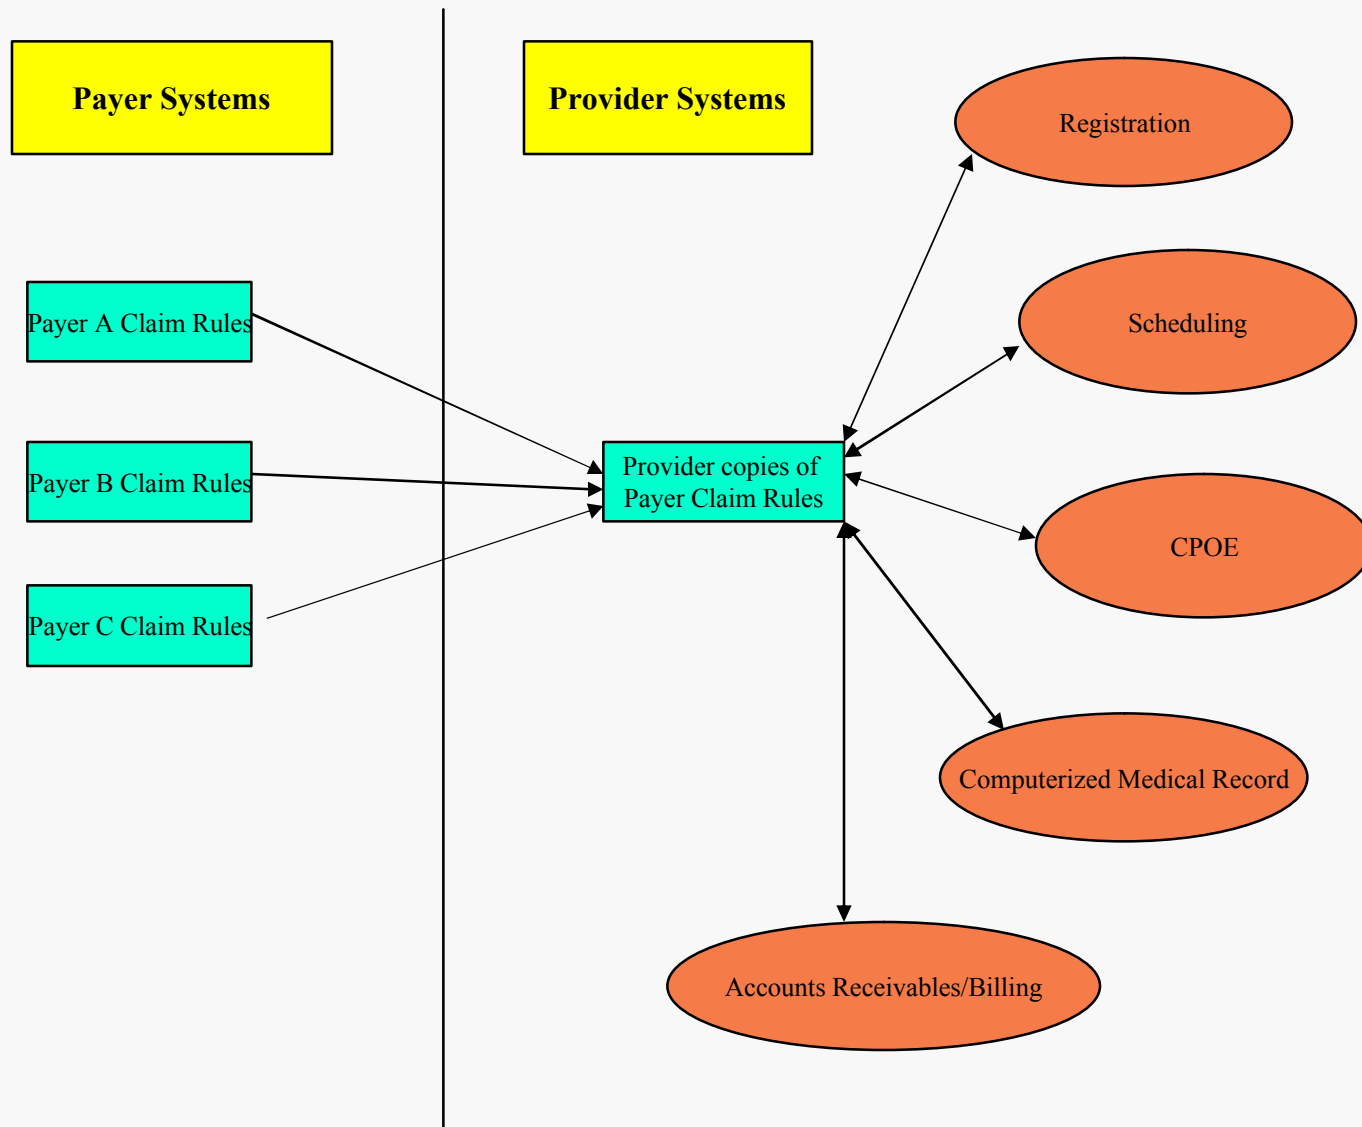 Payer Systems
Provider Systems
Registration
Scheduling
Payer A Claim Rules
Payer B Claim Rules
Provider copies of
Payer Claim Rules
CPOE
Payer C Claim Rules
Computerized Medical Record
Accounts Receivables/Billing